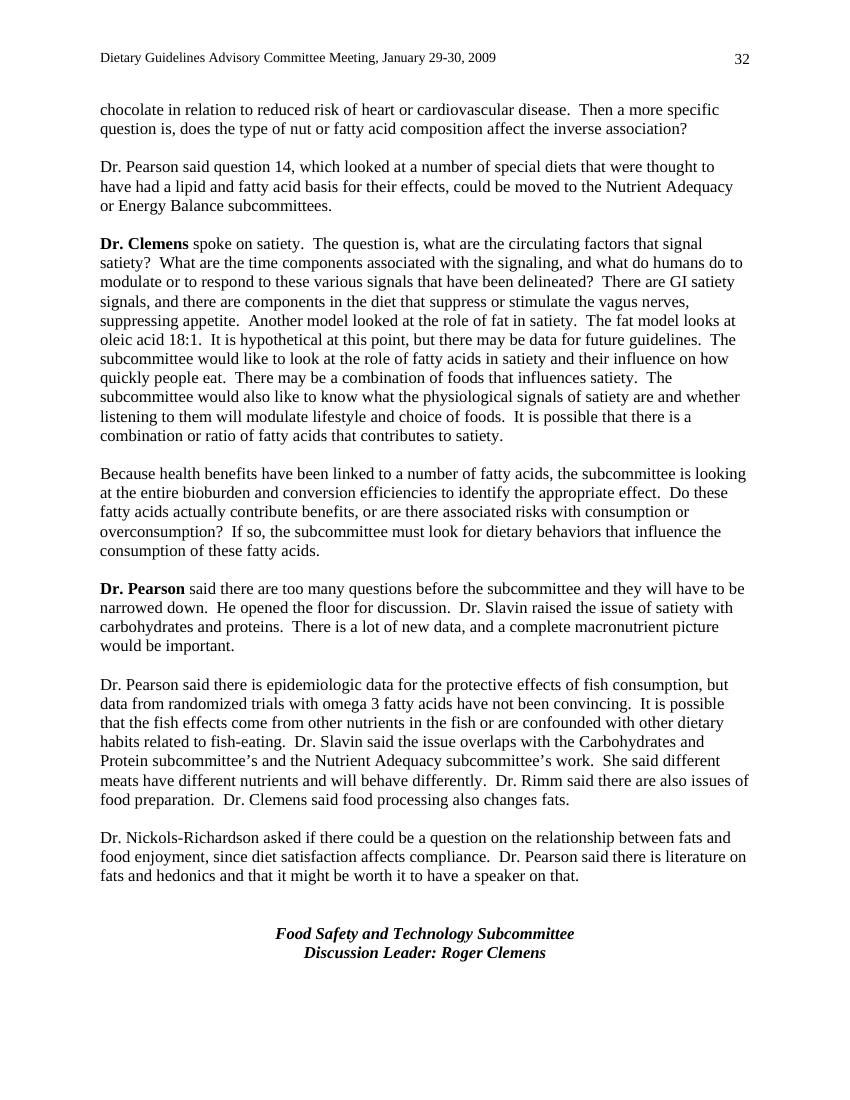 Dietary Guidelines Advisory Committee Meeting, January 29-30, 2009 32
chocolate in relation to reduced risk of heart or cardiovascular disease.  Then a more specific
question is, does the type of nut or fatty acid composition affect the inverse association?
Dr. Pearson said question 14, which looked at a number of special diets that were thought to
have had a lipid and fatty acid basis for their effects, could be moved to the Nutrient Adequacy
or Energy Balance subcommittees.
Dr. Clemens spoke on satiety.  The question is, what are the circulating factors that signal
satiety?  What are the time components associated with the signaling, and what do humans do to
modulate or to respond to these various signals that have been delineated?  There are GI satiety
signals, and there are components in the diet that suppress or stimulate the vagus nerves,
suppressing appetite.  Another model looked at the role of fat in satiety.  The fat model looks at
oleic acid 18:1.  It is hypothetical at this point, but there may be data for future guidelines.  The
subcommittee would like to look at the role of fatty acids in satiety and their influence on how
quickly people eat.  There may be a combination of foods that influences satiety.  The
subcommittee would also like to know what the physiological signals of satiety are and whether
listening to them will modulate lifestyle and choice of foods.  It is possible that there is a
combination or ratio of fatty acids that contributes to satiety.
Because health benefits have been linked to a number of fatty acids, the subcommittee is looking
at the entire bioburden and conversion efficiencies to identify the appropriate effect.  Do these
fatty acids actually contribute benefits, or are there associated risks with consumption or
overconsumption?  If so, the subcommittee must look for dietary behaviors that influence the
consumption of these fatty acids.
Dr. Pearson said there are too many questions before the subcommittee and they will have to be
narrowed down.  He opened the floor for discussion.  Dr. Slavin raised the issue of satiety with
carbohydrates and proteins.  There is a lot of new data, and a complete macronutrient picture
would be important.
Dr. Pearson said there is epidemiologic data for the protective effects of fish consumption, but
data from randomized trials with omega 3 fatty acids have not been convincing.  It is possible
that the fish effects come from other nutrients in the fish or are confounded with other dietary
habits related to fish-eating.  Dr. Slavin said the issue overlaps with the Carbohydrates and
Protein subcommittee’s and the Nutrient Adequacy subcommittee’s work.  She said different
meats have different nutrients and will behave differently.  Dr. Rimm said there are also issues of
food preparation.  Dr. Clemens said food processing also changes fats.
Dr. Nickols-Richardson asked if there could be a question on the relationship between fats and
food enjoyment, since diet satisfaction affects compliance.  Dr. Pearson said there is literature on
fats and hedonics and that it might be worth it to have a speaker on that.
Food Safety and Technology Subcommittee
Discussion Leader: Roger Clemens